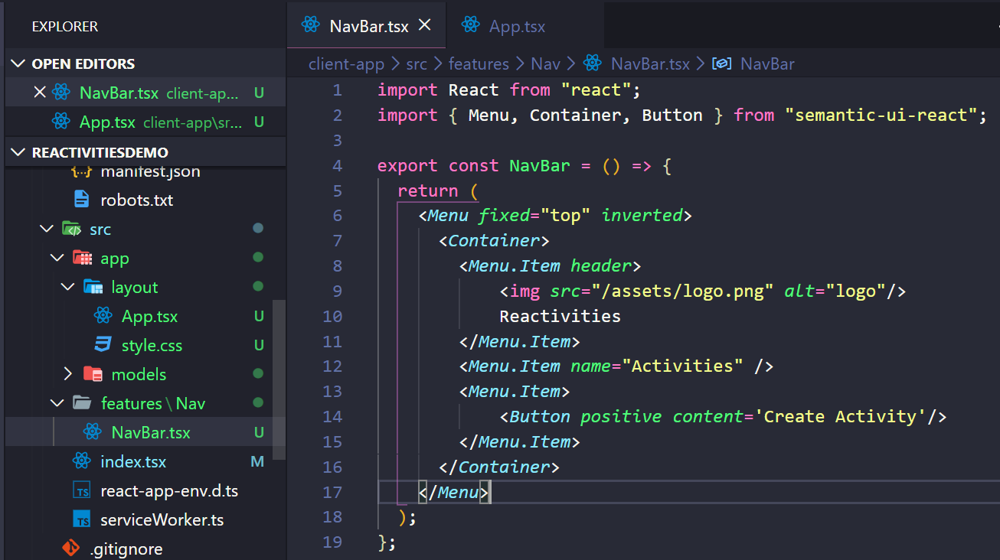 EXPLORER
OPEN EDITORS
NavBar.tsx client-ap... U
App.tsx client-app\sr... U
REACTIVITIESDEMO
manifest.json
robots.txt
src
app
layout
App.tsx U
style.css U
models
features \ Nav
NavBar.tsx U
index.tsx M
TS react-app-env.d.ts
TS serviceWorker.ts
.gitignore
NavBar.tsx
App.tsx
client-app > src > features > Nav > NavBar.tsx > NavBar
1 import React from "react";
2 import { Menu, Container, Button } from "semantic-ui-react";
3
4 export const NavBar = () => {
5 return (
6 <Menu fixed="top" inverted>
7 <Container>
8 <Menu.Item header>
9 <img src="/assets/logo.png" alt="logo"/>
10 Reactivities
11 </Menu.Item>
12 <Menu.Item name="Activities" />
13 <Menu.Item>
14 <Button positive content='Create Activity'/>
15 </Menu.Item>
16 </Container>
17 </Menu>
18 );
19 };